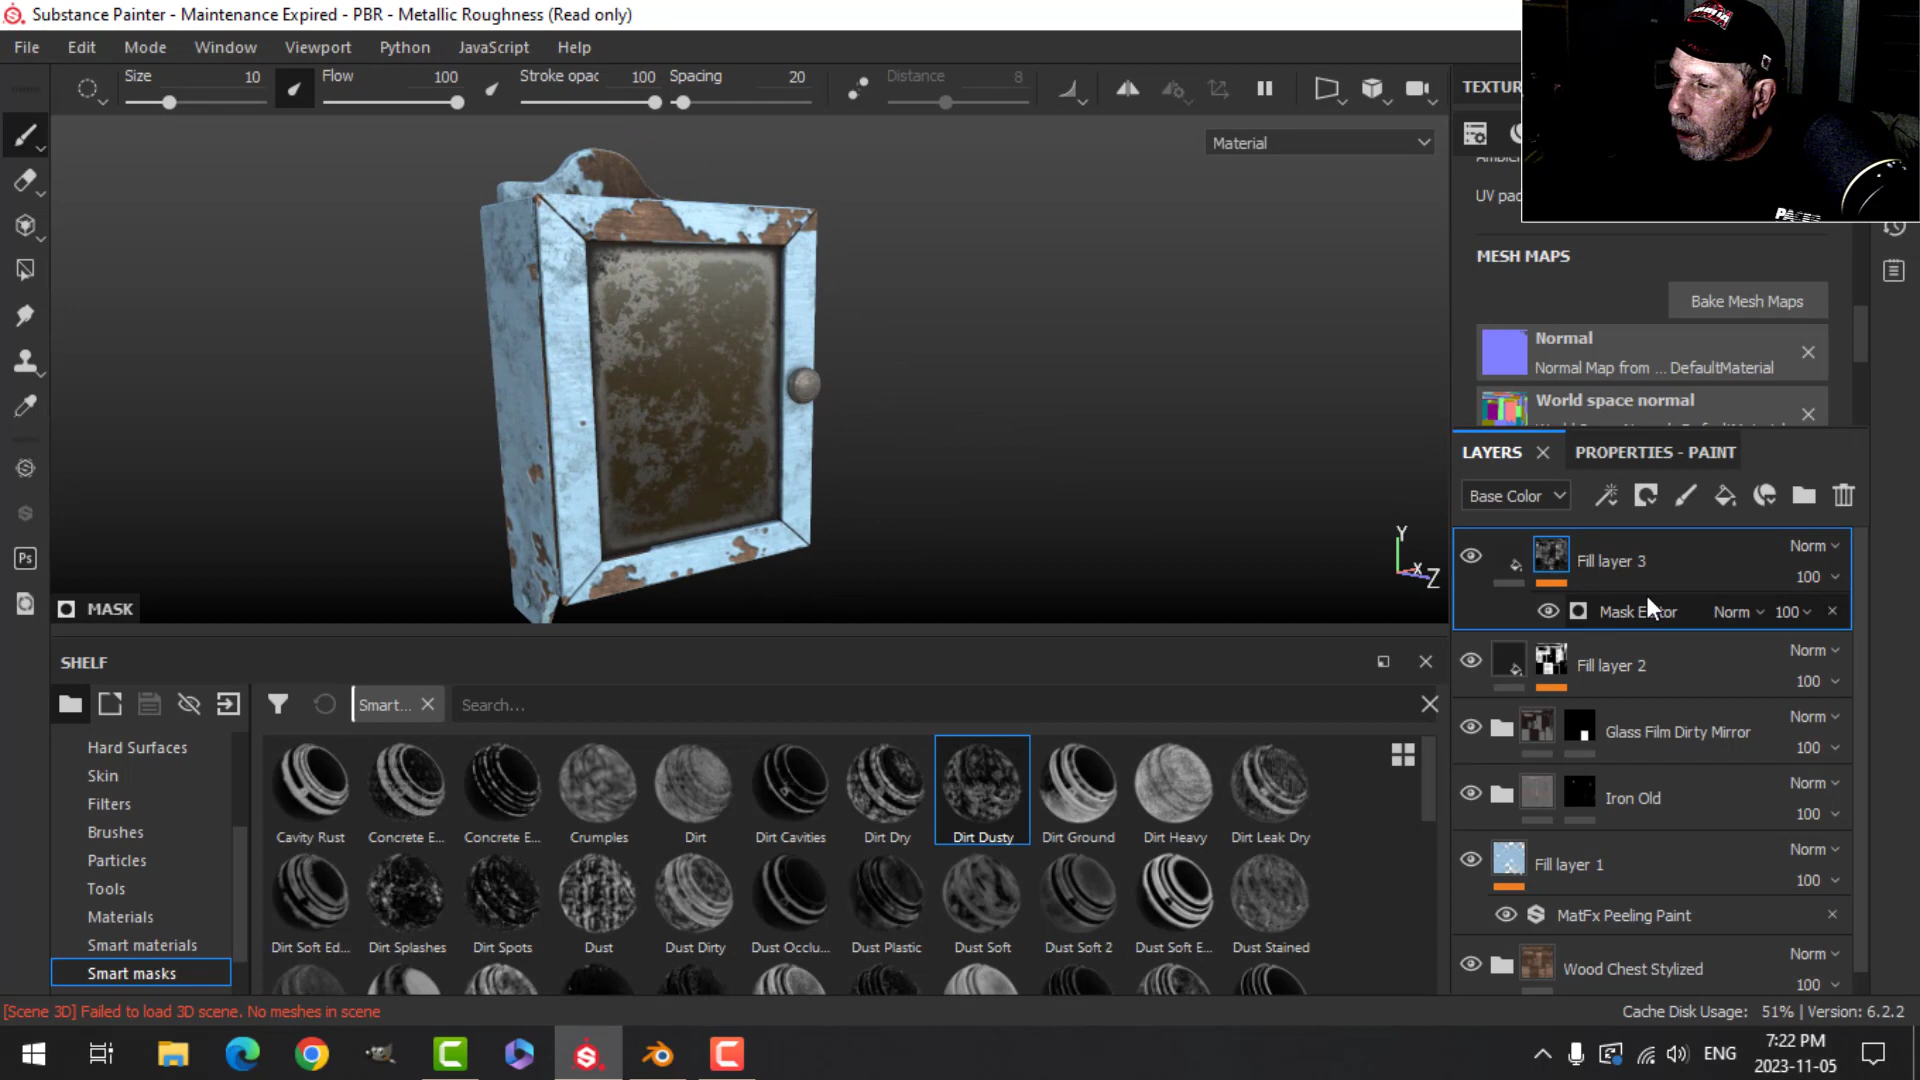 Substance Painter - Maintenance Expired - PBR - Metallic Roughness (Read only)
File Edit Mode Window Viewport Python JavaScript Help
Size 10 Flow 100 Stroke opac 100 Spacing 20 Distance 8
Material
TEXTUR
UV pac
MESH MAPS
Bake Mesh Maps
Normal
Normal Map from ... DefaultMaterial
World space normal
LAYERS PROPERTIES - PAINT
Base Color
Fill layer 3 Norm
100
Mask Editor Norm 100
Fill layer 2 Norm
100
Glass Film Dirty Mirror Norm
100
Iron Old Norm
100
Fill layer 1 Norm
100
MatFx Peeling Paint
Wood Chest Stylized Norm
100
Y
X
Z
MASK
SHELF
Smart... Search...
Hard Surfaces
Skin
Filters
Brushes
Particles
Tools
Materials
Smart materials
Smart masks
Cavity Rust Concrete E... Concrete E... Crumples Dirt Dirt Cavities Dirt Dry Dirt Dusty Dirt Ground Dirt Heavy Dirt Leak Dry
Dirt Soft Ed... Dirt Splashes Dirt Spots Dust Dust Dirty Dust Occlu... Dust Plastic Dust Soft Dust Soft 2 Dust Soft E... Dust Stained
[Scene 3D] Failed to load 3D scene. No meshes in scene
Cache Disk Usage: 51% | Version: 6.2.2
ENG
7:22 PM
2023-11-05